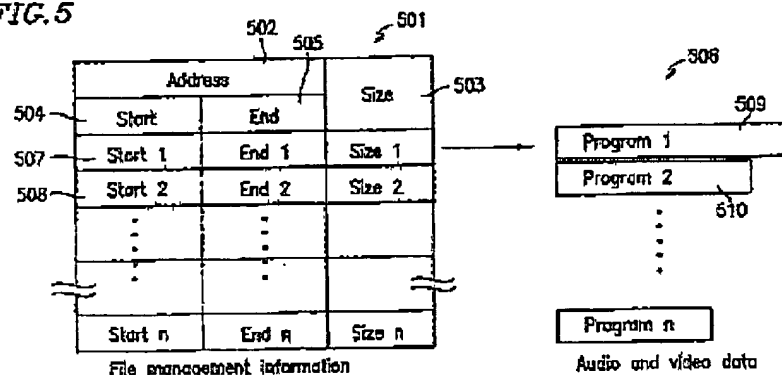 FIG.5
502
505
501
Address
Size
503
504
Start
End
507
Start 1
End 1
Size 1
508
Start 2
End 2
Size 2
Start n
End n
Size n
File management information
506
509
Program 1
Program 2
510
Program n
Audio and video data